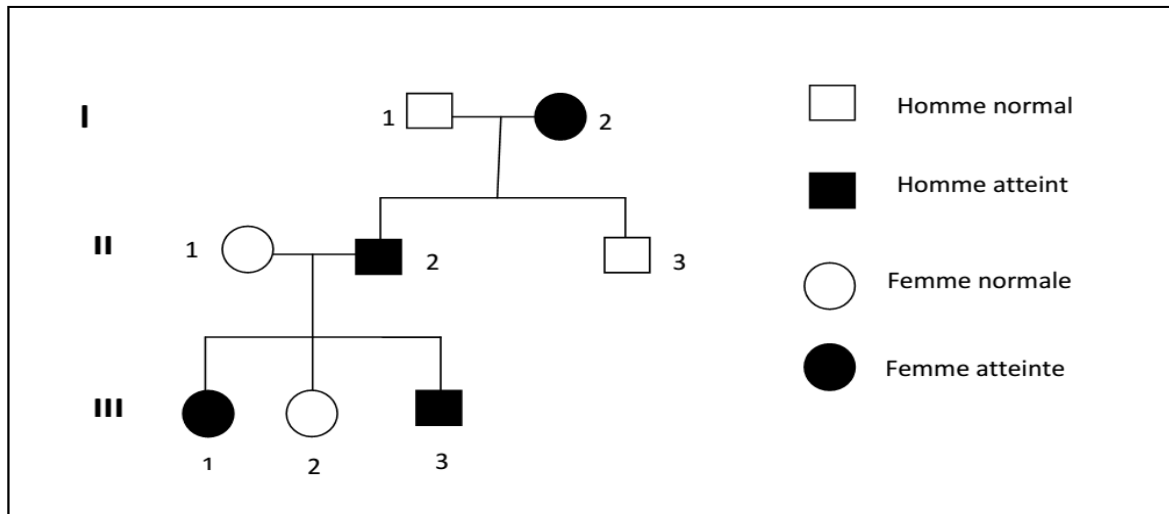 I
1
2
Homme normal
Homme atteint
II
1
2
3
Femme normale
Femme atteinte
III
1
2
3